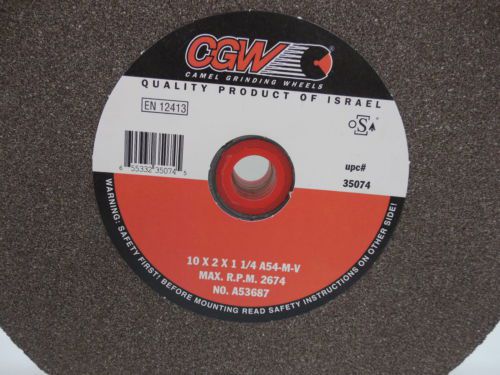 CGW
CAMEL GRINDING WHEELS
QUALITY PRODUCT OF ISRAEL
EN 12413
S
6 55332 35074 5
upc#
35074
10 X 2 X 1 1/4 A54-M-V
MAX. R.P.M. 2674
NO. A53687
WARNING: SAFETY FIRST! BEFORE MOUNTING READ SAFETY INSTRUCTIONS ON OTHER SIDE!